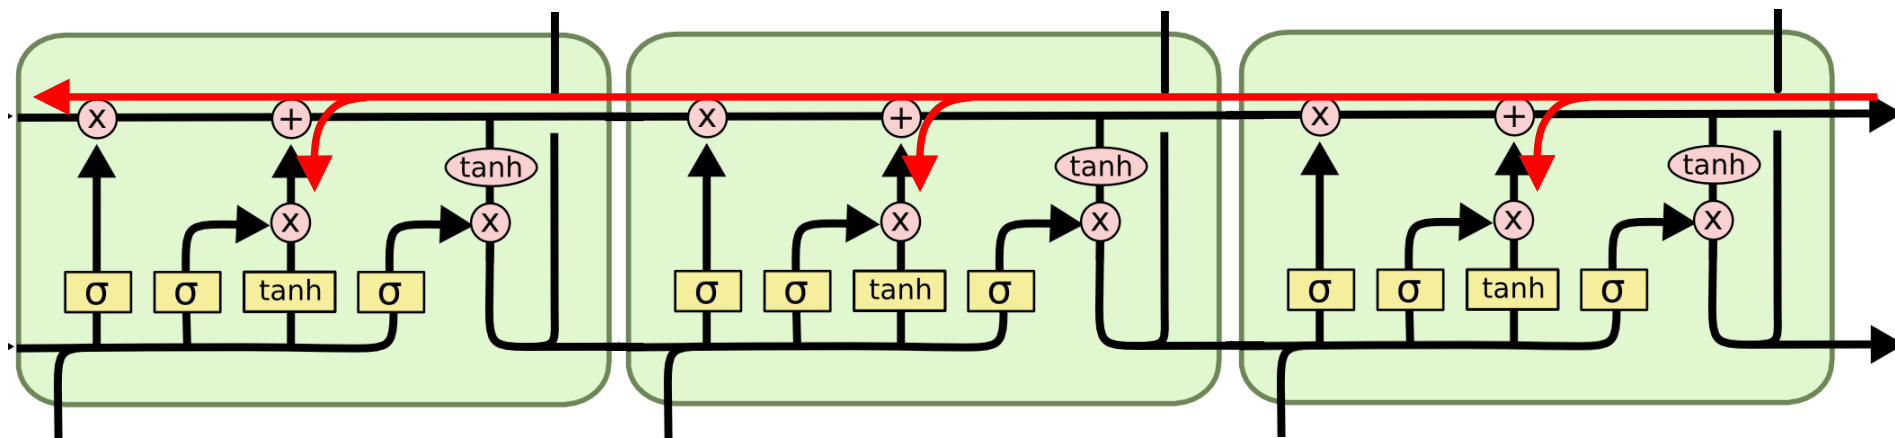 x + x + x +
tanh tanh tanh
x x x x x x
σ σ tanh σ σ σ tanh σ σ σ tanh σ